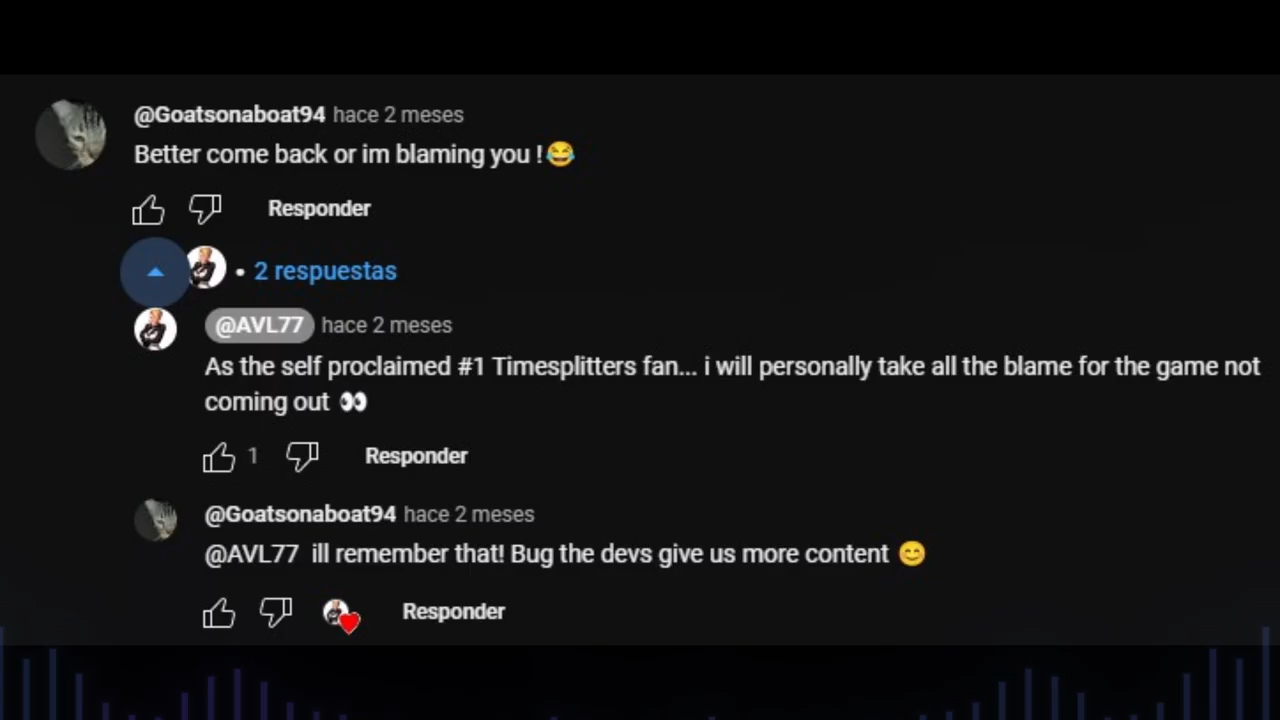 @Goatsonaboat94 hace 2 meses
Better come back or im blaming you !😂
Responder
• 2 respuestas
@AVL77 hace 2 meses
As the self proclaimed #1 Timesplitters fan... i will personally take all the blame for the game not
coming out 👀
1 Responder
@Goatsonaboat94 hace 2 meses
@AVL77 ill remember that! Bug the devs give us more content 😊
Responder